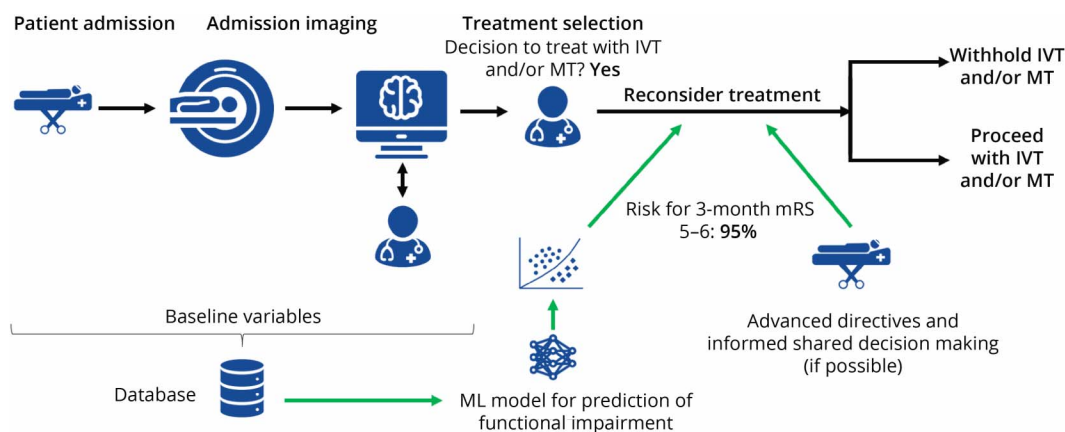 Patient admission
Admission imaging
Treatment selection
Decision to treat with IVT
and/or MT? Yes
Reconsider treatment
Withhold IVT
and/or MT
Proceed
with IVT
and/or MT
Risk for 3-month mRS
5–6: 95%
Baseline variables
Database
ML model for prediction of
functional impairment
Advanced directives and
informed shared decision making
(if possible)